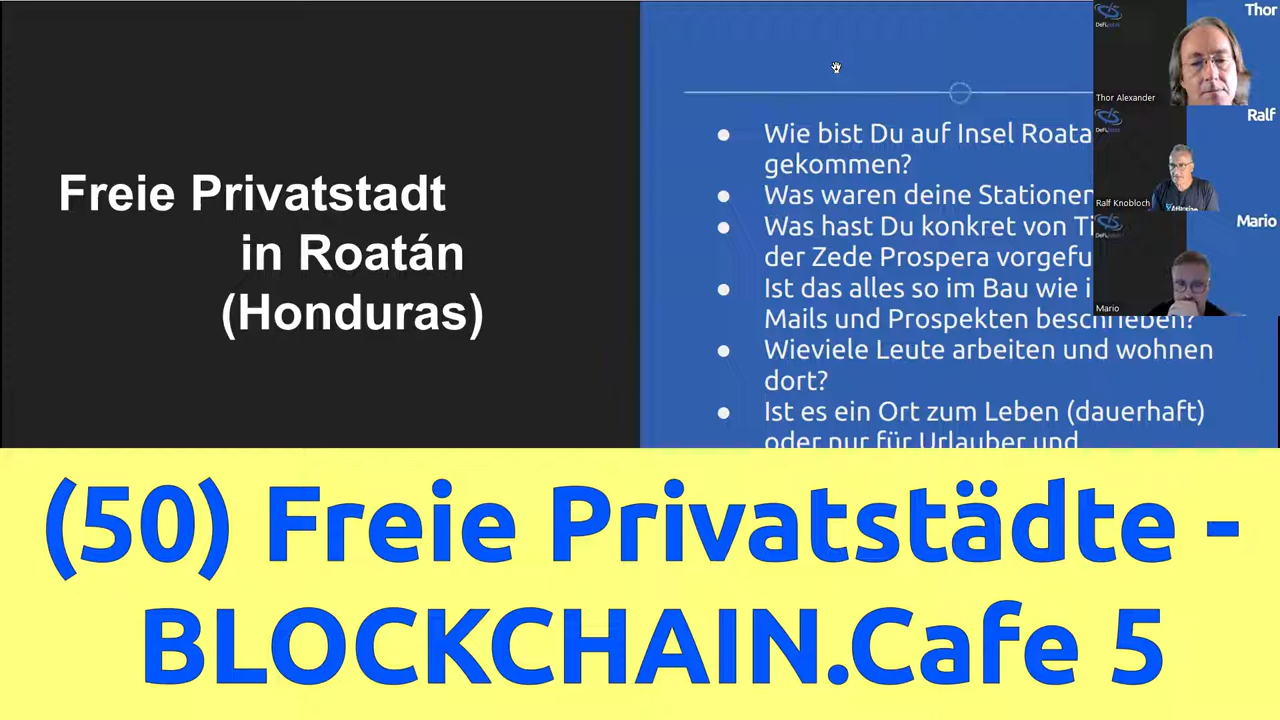 Freie Privatstadt
in Roatán
(Honduras)
Wie bist Du auf Insel Roata
gekommen?
Was waren deine Stationen
Was hast Du konkret von Ti
der Zede Prospera vorgefu
Ist das alles so im Bau wie i
Mails und Prospekten beschrieben?
Wieviele Leute arbeiten und wohnen
dort?
Ist es ein Ort zum Leben (dauerhaft)
oder nur für Urlauber und
Thor
Thor Alexander
Ralf
Ralf Knobloch
Mario
Mario
(50) Freie Privatstädte -
BLOCKCHAIN.Cafe 5